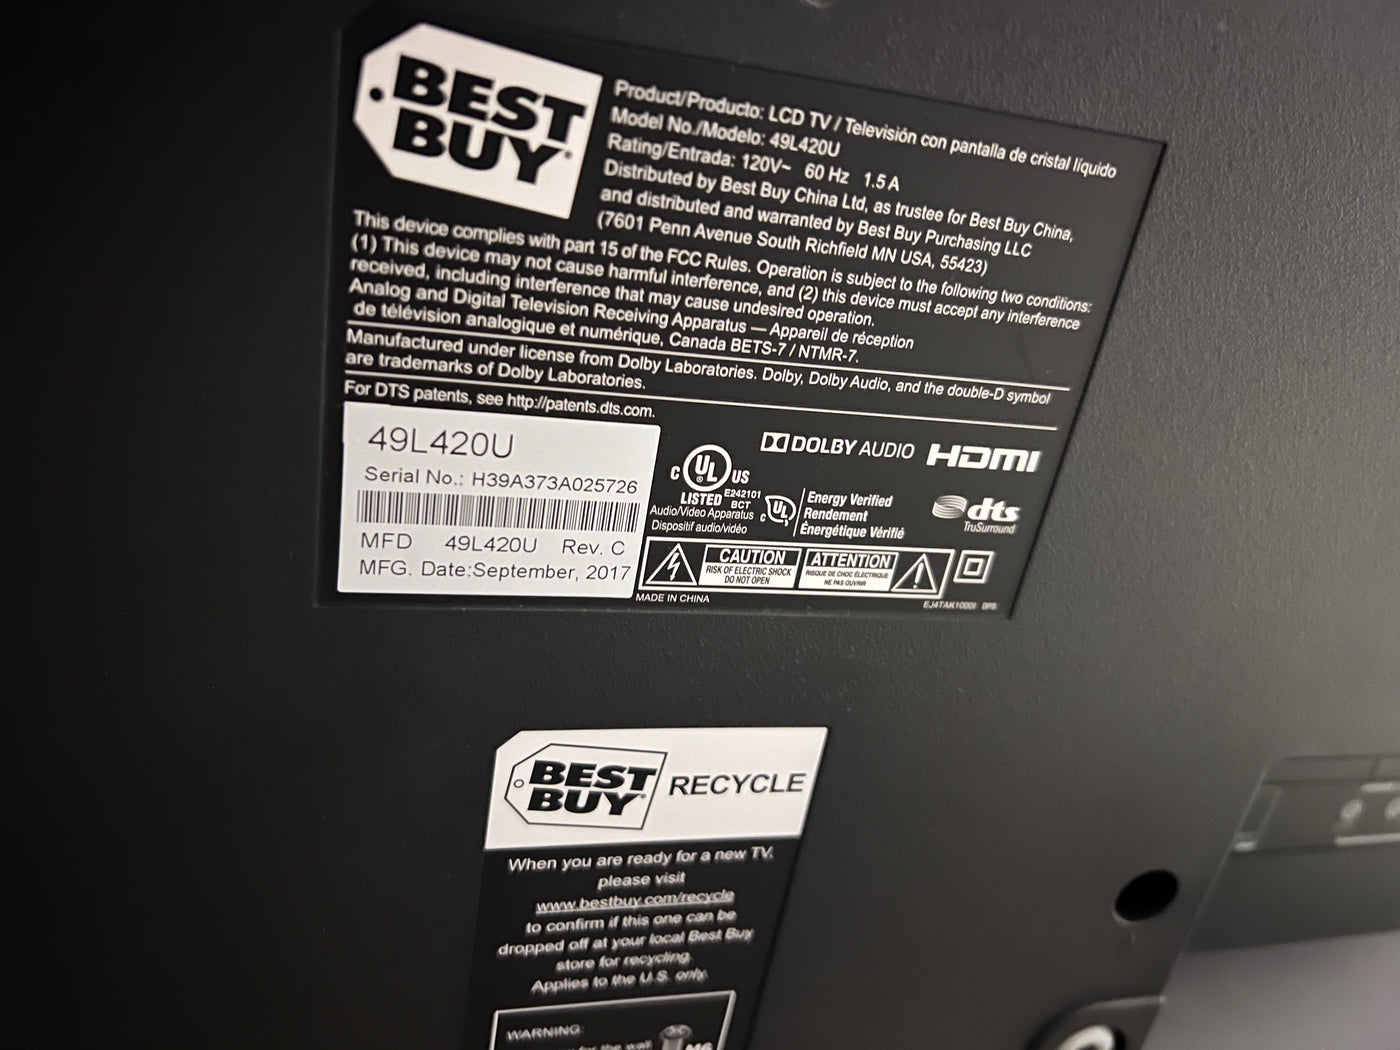 BEST
BUY
Product/Producto: LCD TV / Televisión con pantalla de cristal líquido
Model No./Modelo: 49L420U
Rating/Entrada: 120V~ 60 Hz 1.5 A
Distributed by Best Buy China Ltd, as trustee for Best Buy China,
and distributed and warranted by Best Buy Purchasing LLC
(7601 Penn Avenue South Richfield MN USA, 55423)
This device complies with part 15 of the FCC Rules. Operation is subject to the following two conditions:
(1) This device may not cause harmful interference, and (2) this device must accept any interference
received, including interference that may cause undesired operation.
Analog and Digital Television Receiving Apparatus — Appareil de réception
de télévision analogique et numérique, Canada BETS-7 / NTMR-7.
Manufactured under license from Dolby Laboratories. Dolby, Dolby Audio, and the double-D symbol
are trademarks of Dolby Laboratories.
For DTS patents, see http://patents.dts.com.
49L420U
Serial No.: H39A373A025726
MFD 49L420U Rev. C
MFG. Date:September, 2017
C UL US
LISTED E242101
BCT
Audio/Video Apparatus
Dispositif audio/vidéo
DOLBY AUDIO HDMI
c UL
Energy Verified
Rendement
Énergétique Vérifié
dts
TruSurround
CAUTION
RISK OF ELECTRIC SHOCK
DO NOT OPEN
ATTENTION
RISQUE DE CHOC ÉLECTRIQUE
NE PAS OUVRIR
MADE IN CHINA
BEST
BUY
RECYCLE
When you are ready for a new TV,
please visit
www.bestbuy.com/recycle
to confirm if this one can be
dropped off at your local Best Buy
store for recycling.
Applies to the U.S. only.
WARNING:
for the wall
M6